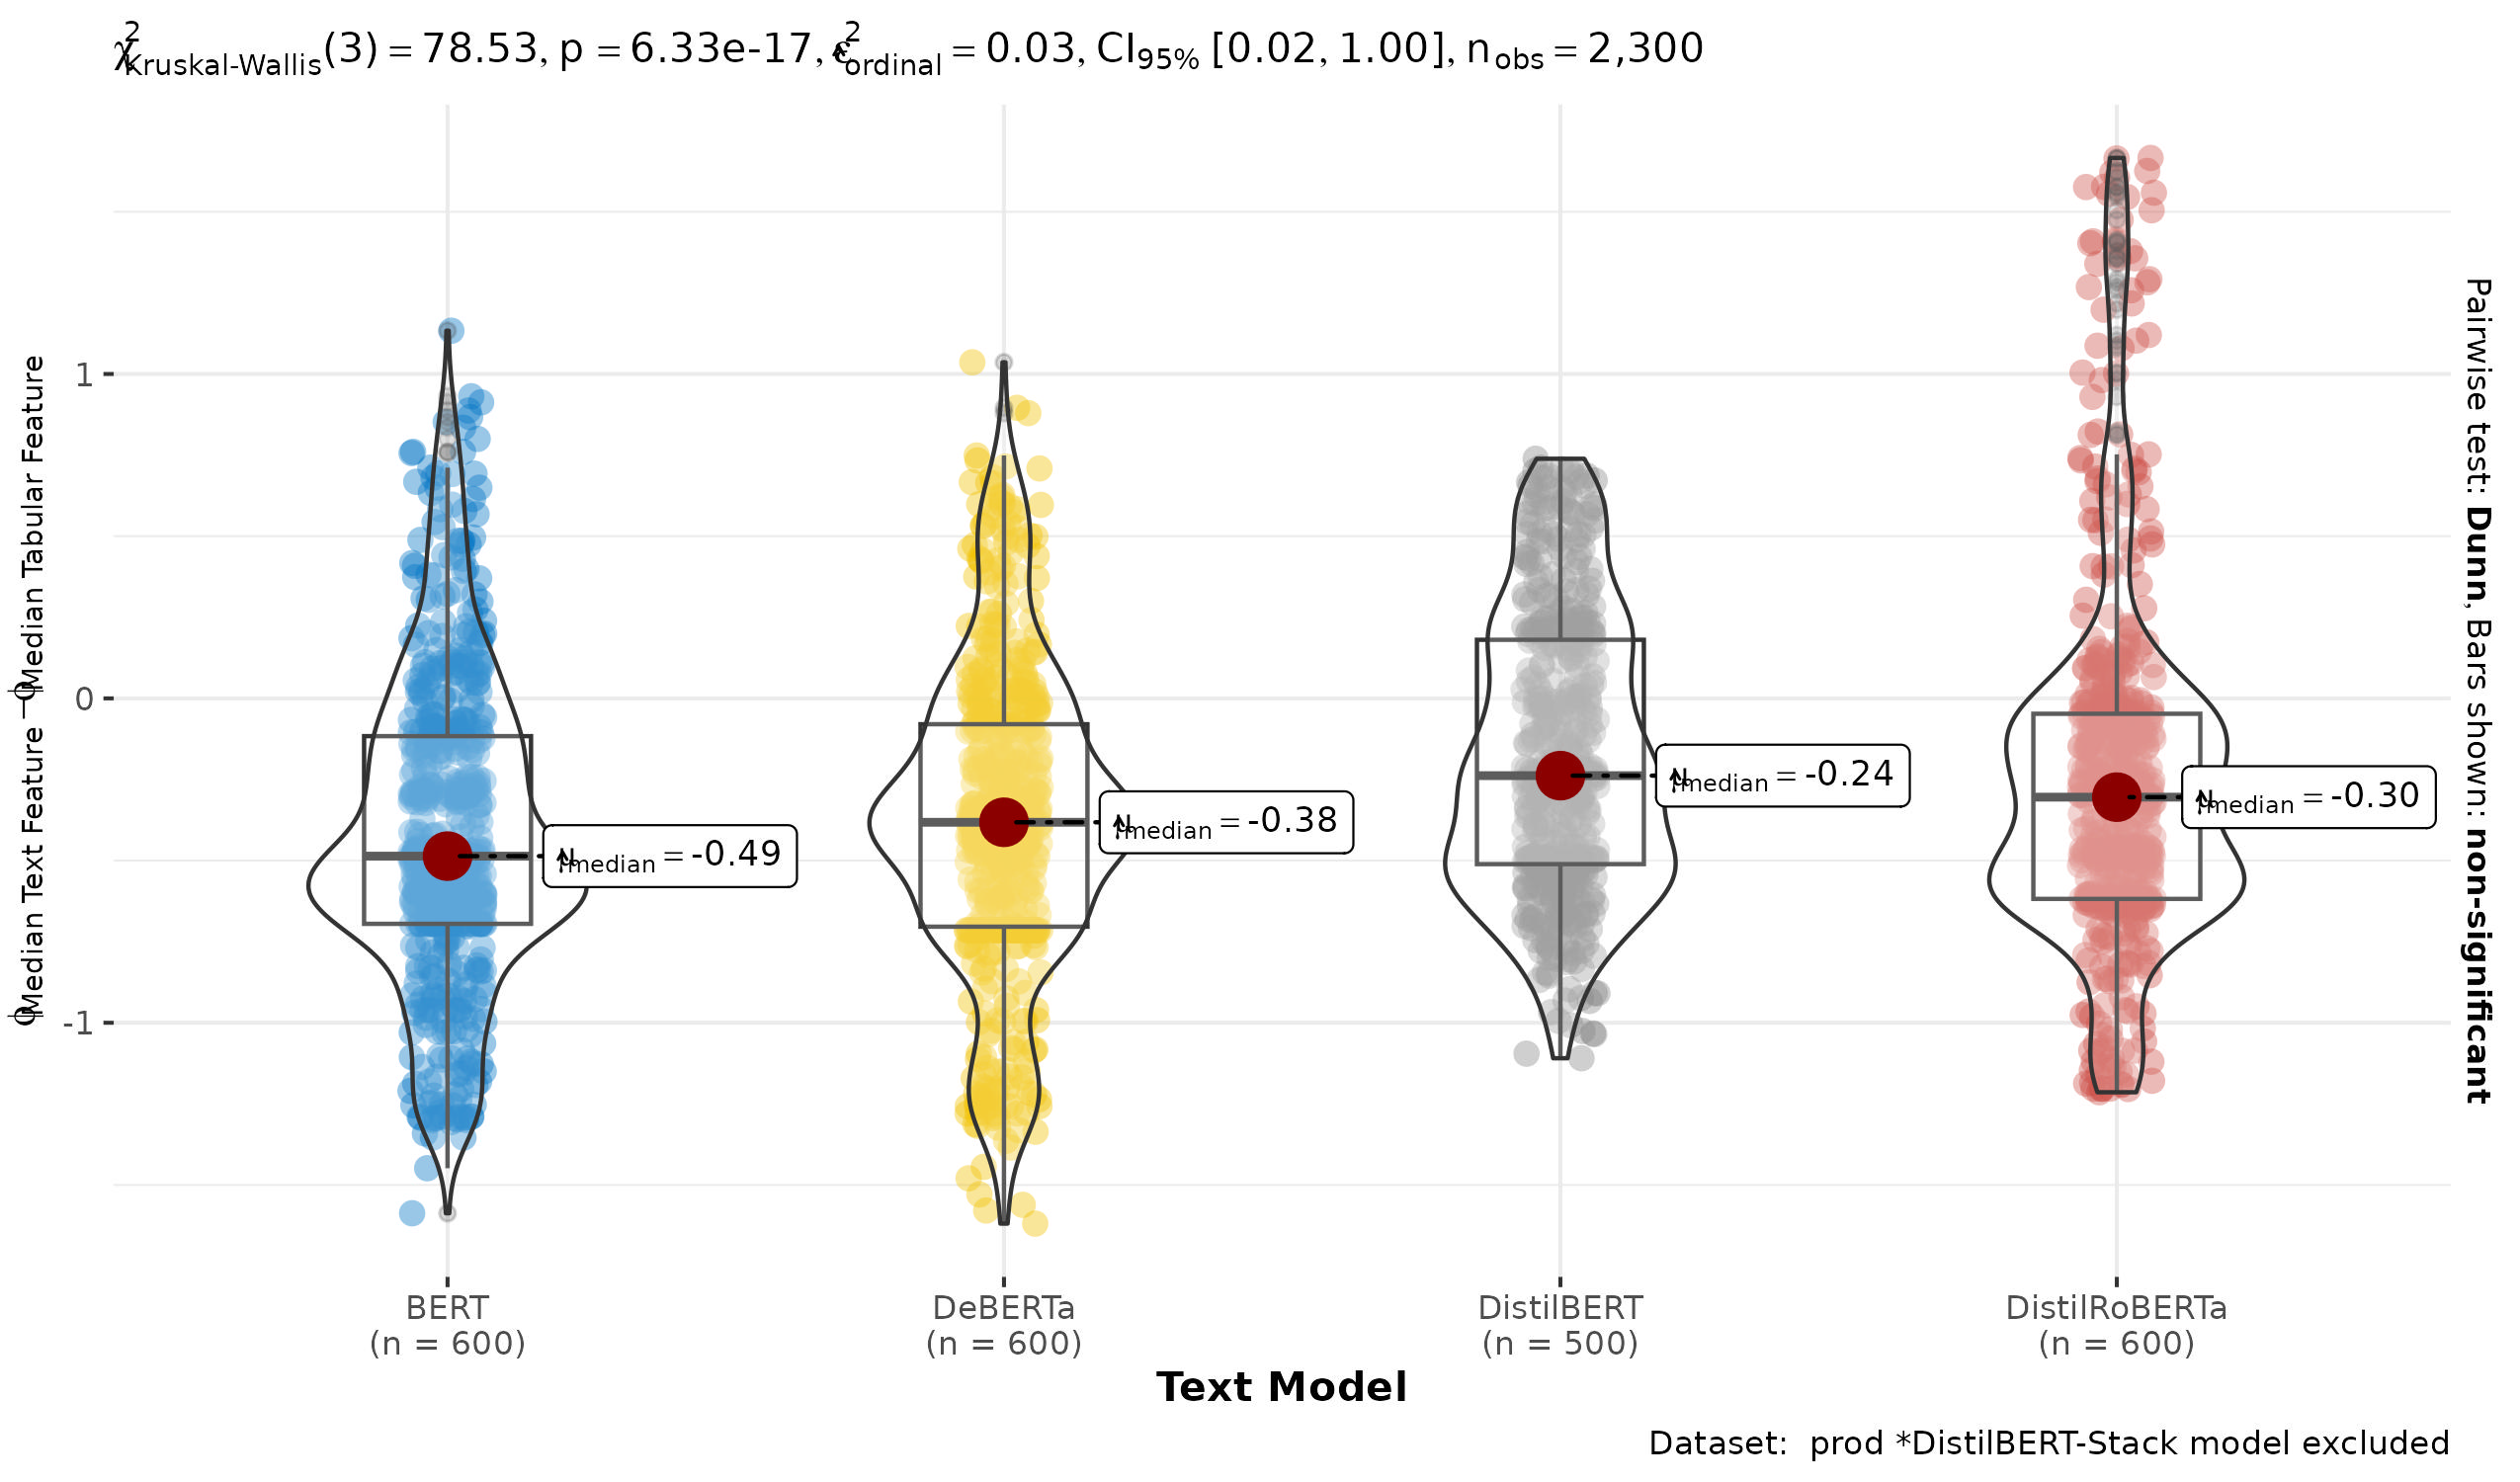 χ²Kruskal-Wallis(3) = 78.53, p = 6.33e-17, ε²ordinal = 0.03, CI95% [0.02, 1.00], nobs = 2,300
ϕMedian Text Feature − ϕMedian Tabular Feature
1
0
-1
μ̂median = -0.49
μ̂median = -0.38
μ̂median = -0.24
μ̂median = -0.30
Pairwise test: Dunn, Bars shown: non-significant
BERT
(n = 600)
DeBERTa
(n = 600)
DistilBERT
(n = 500)
DistilRoBERTa
(n = 600)
Text Model
Dataset: prod *DistilBERT-Stack model excluded